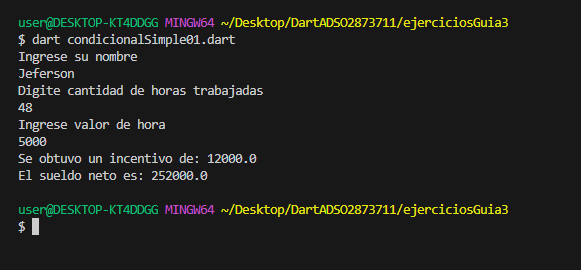 user@DESKTOP-KT4DDGG MINGW64 ~/Desktop/DartADSO2873711/ejerciciosGuia3
$ dart condicionalSimple01.dart
Ingrese su nombre
Jeferson
Digite cantidad de horas trabajadas
48
Ingrese valor de hora
5000
Se obtuvo un incentivo de: 12000.0
El sueldo neto es: 252000.0
user@DESKTOP-KT4DDGG MINGW64 ~/Desktop/DartADSO2873711/ejerciciosGuia3
$